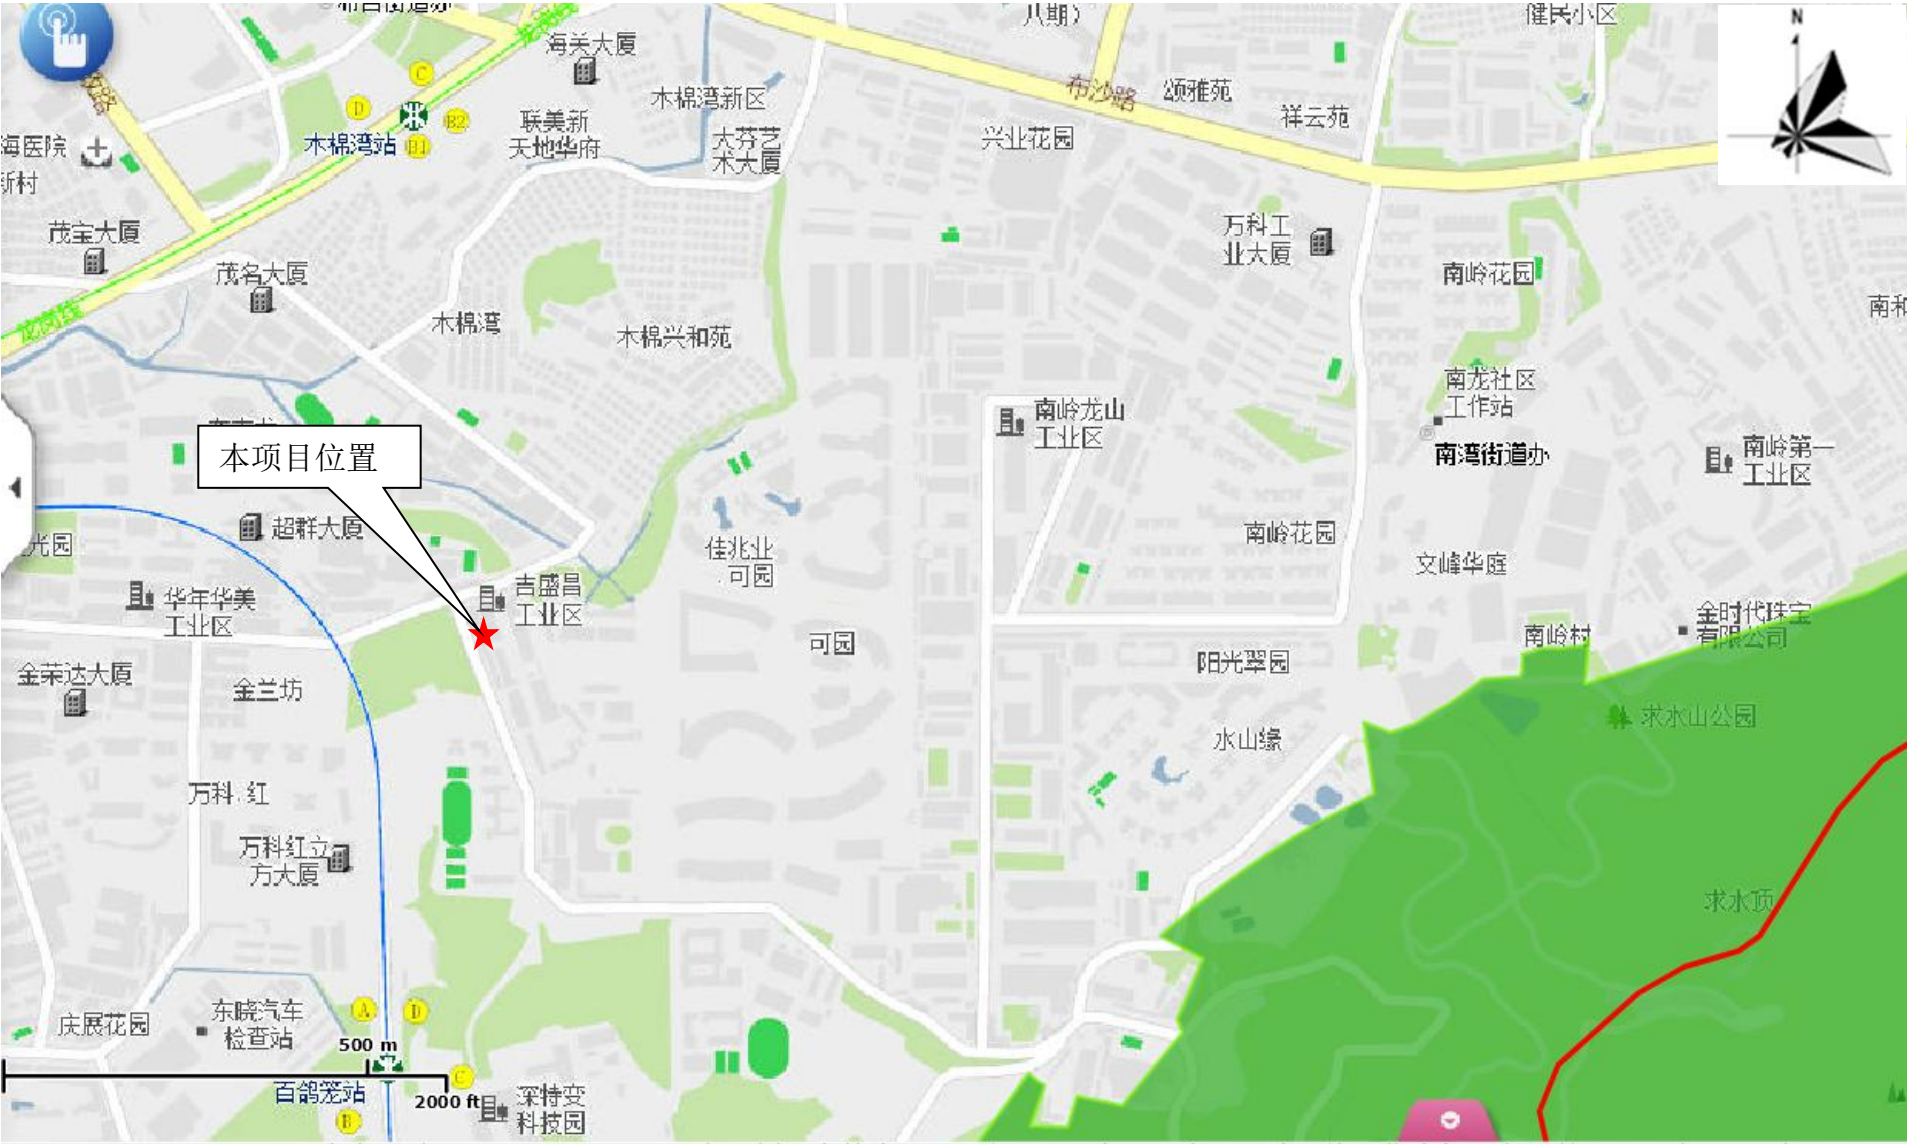 八期）
健民小区
N
海关大厦
C
D
B2
B1
木棉湾站
联美新
天地华府
木棉湾新区
大芬艺
术大厦
布沙路
颂雅苑
祥云苑
兴业花园
海医院
新村
茂宝大厦
茂名大厦
龙岗线
木棉湾
木棉兴和苑
万科工
业大厦
南岭花园
南和
南龙社区
工作站
南湾街道办
南岭龙山
工业区
南岭第一
工业区
本项目位置
超群大厦
光园
佳兆业
.可园
南岭花园
文峰华庭
华年华美
工业区
吉盛昌
工业区
金时代珠宝
有限公司
南岭村
可园
阳光翠园
金荣达大厦
金兰坊
求水山公园
水山缘
万科.红
万科红立
方大厦
求水顶
东晓汽车
检查站
庆展花园
A
D
500 m
百鸽笼站
C
2000 ft
B
深特变
科技园